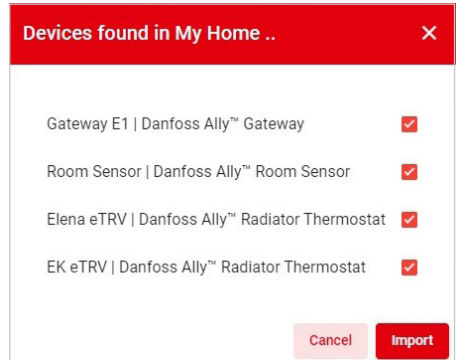 Devices found in My Home ..
Gateway E1 | Danfoss Ally™ Gateway
Room Sensor | Danfoss Ally™ Room Sensor
Elena eTRV | Danfoss Ally™ Radiator Thermostat
EK eTRV | Danfoss Ally™ Radiator Thermostat
Cancel Import